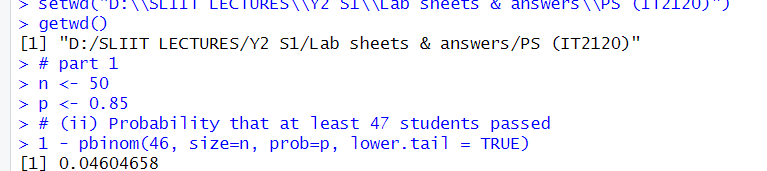 > setwd("D:\\SLIIT LECTURES\\Y2 S1\\Lab sheets & answers\\PS (IT2120)")
> getwd()
[1] "D:/SLIIT LECTURES/Y2 S1/Lab sheets & answers/PS (IT2120)"
> # part 1
> n <- 50
> p <- 0.85
> # (ii) Probability that at least 47 students passed
> 1 - pbinom(46, size=n, prob=p, lower.tail = TRUE)
[1] 0.04604658